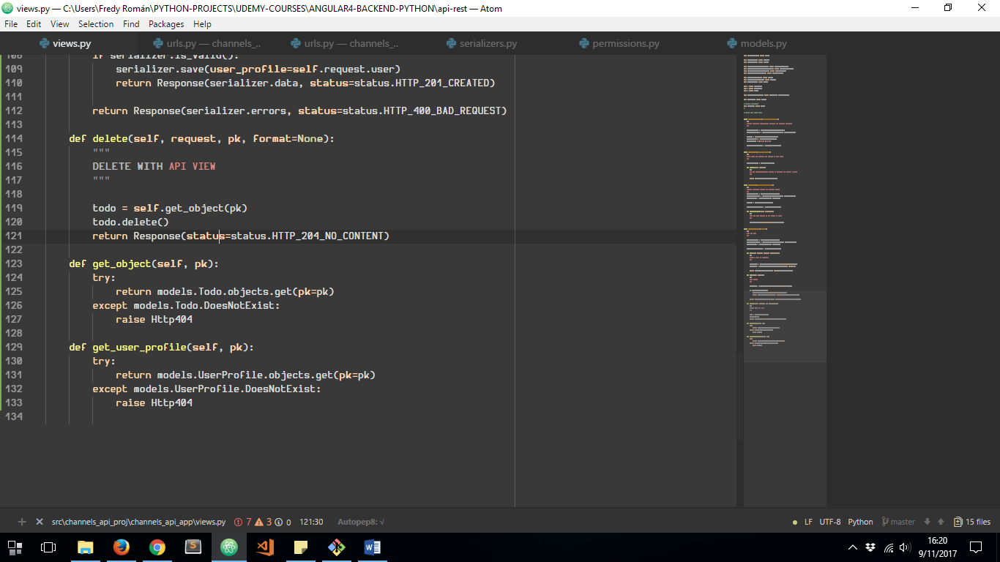 views.py — C:\Users\Fredy Román\PYTHON-PROJECTS\UDEMY-COURSES\ANGULAR4-BACKEND-PYTHON\api-rest — Atom
File Edit View Selection Find Packages Help
views.py urls.py — channels_.. urls.py — channels_.. serializers.py permissions.py models.py
108 if serializer.is_valid():
109 serializer.save(user_profile=self.request.user)
110 return Response(serializer.data, status=status.HTTP_201_CREATED)
111
112 return Response(serializer.errors, status=status.HTTP_400_BAD_REQUEST)
113
114 def delete(self, request, pk, format=None):
115 """
116 DELETE WITH API VIEW
117 """
118
119 todo = self.get_object(pk)
120 todo.delete()
121 return Response(status=status.HTTP_204_NO_CONTENT)
122
123 def get_object(self, pk):
124 try:
125 return models.Todo.objects.get(pk=pk)
126 except models.Todo.DoesNotExist:
127 raise Http404
128
129 def get_user_profile(self, pk):
130 try:
131 return models.UserProfile.objects.get(pk=pk)
132 except models.UserProfile.DoesNotExist:
133 raise Http404
134
src\channels_api_proj\channels_api_app\views.py 7 3 0 121:30 Autopep8: √ LF UTF-8 Python master 15 files
16:20
9/11/2017